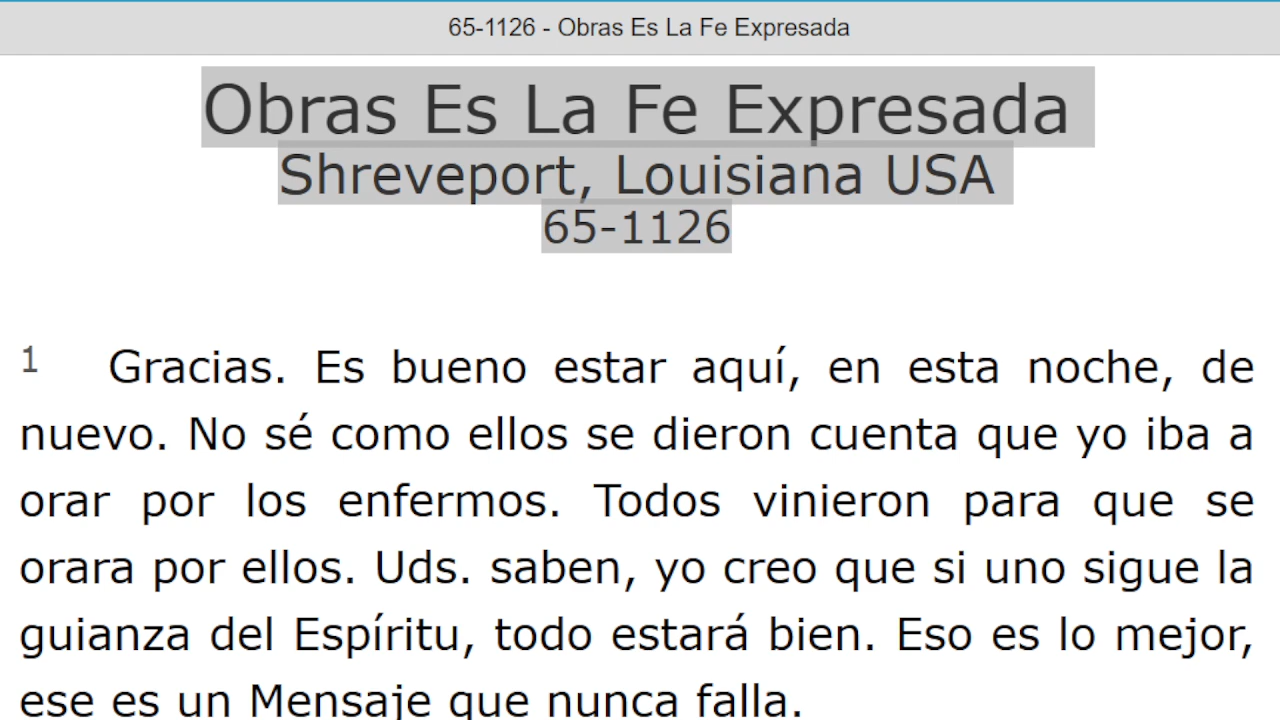 65-1126 - Obras Es La Fe Expresada
Obras Es La Fe Expresada
Shreveport, Louisiana USA
65-1126
1 Gracias. Es bueno estar aquí, en esta noche, de
nuevo. No sé como ellos se dieron cuenta que yo iba a
orar por los enfermos. Todos vinieron para que se
orara por ellos. Uds. saben, yo creo que si uno sigue la
guianza del Espíritu, todo estará bien. Eso es lo mejor,
ese es un Mensaje que nunca falla.